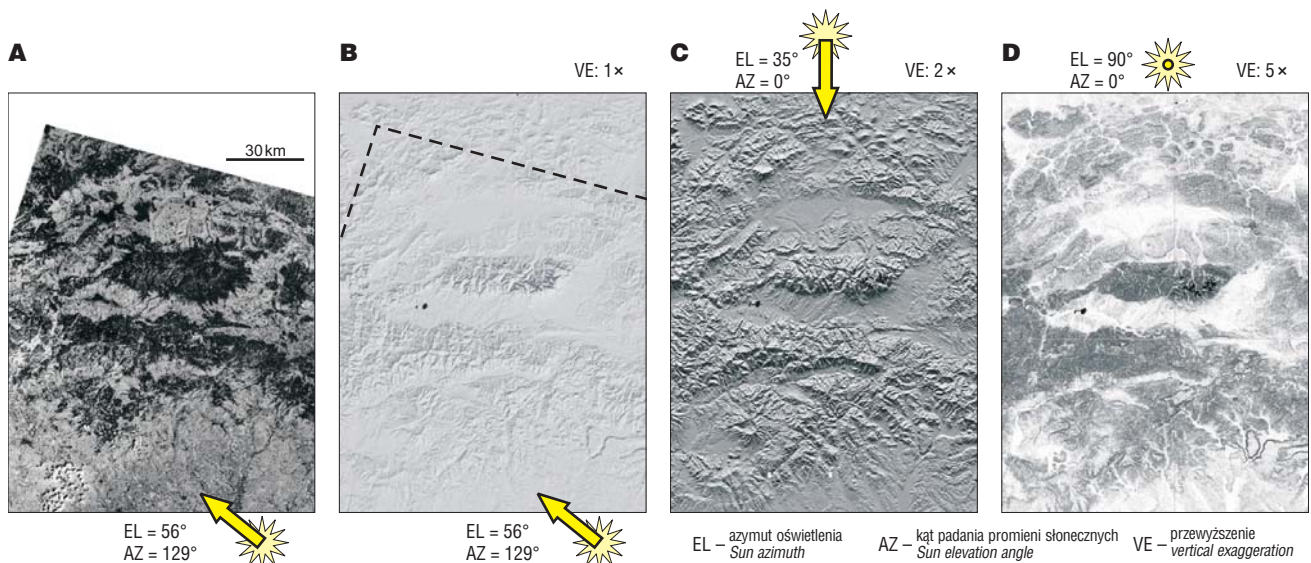 A
30 km
EL = 56°
AZ = 129°
B
VE: 1×
EL = 56°
AZ = 129°
C
EL = 35°
AZ = 0°
VE: 2×
D
EL = 90°
AZ = 0°
VE: 5×
EL – azymut oświetlenia
Sun azimuth
AZ – kąt padania promieni słonecznych
Sun elevation angle
VE – przewyższenie
vertical exaggeration